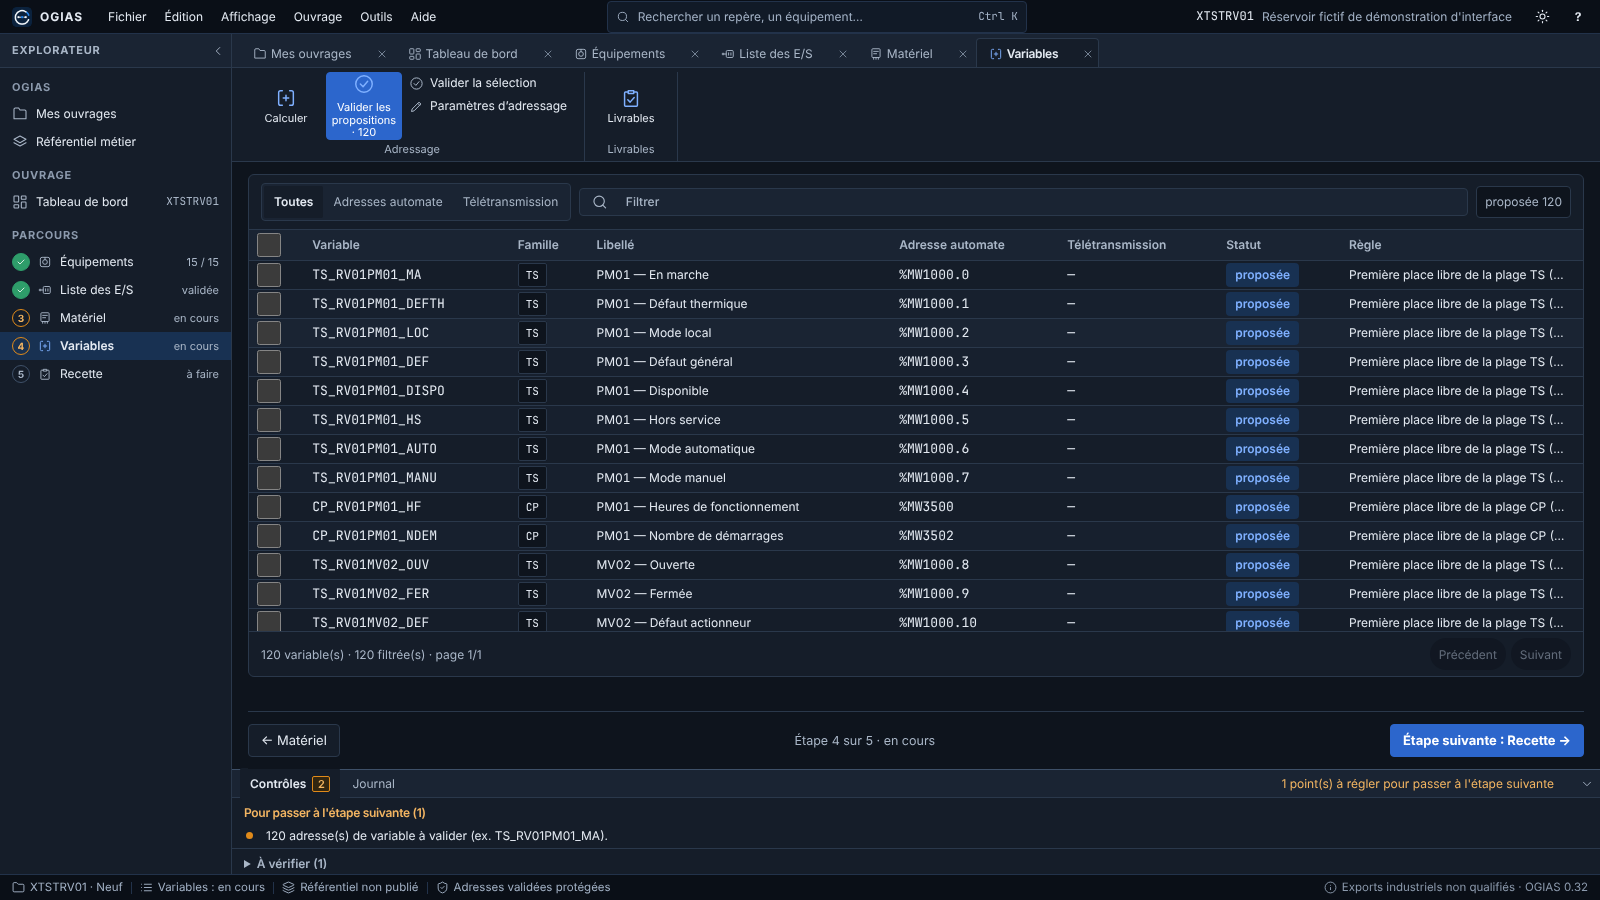 OGIAS
Fichier Édition Affichage Ouvrage Outils Aide
Rechercher un repère, un équipement... Ctrl K
XTSTRV01 Réservoir fictif de démonstration d'interface ?
EXPLORATEUR
Mes ouvrages Tableau de bord Équipements Liste des E/S Matériel Variables
OGIAS
Mes ouvrages
Référentiel métier
OUVRAGE
Tableau de bord XTSTRV01
PARCOURS
Équipements 15 / 15
Liste des E/S validée
3 Matériel en cours
4 Variables en cours
5 Recette à faire
Calculer
Valider les
propositions
· 120
Valider la sélection
Paramètres d'adressage
Adressage
Livrables
Livrables
Toutes Adresses automate Télétransmission
Filtrer
proposée 120
Variable Famille Libellé Adresse automate Télétransmission Statut Règle
TS_RV01PM01_MA TS PM01 — En marche %MW1000.0 — proposée Première place libre de la plage TS (...
TS_RV01PM01_DEFTH TS PM01 — Défaut thermique %MW1000.1 — proposée Première place libre de la plage TS (...
TS_RV01PM01_LOC TS PM01 — Mode local %MW1000.2 — proposée Première place libre de la plage TS (...
TS_RV01PM01_DEF TS PM01 — Défaut général %MW1000.3 — proposée Première place libre de la plage TS (...
TS_RV01PM01_DISPO TS PM01 — Disponible %MW1000.4 — proposée Première place libre de la plage TS (...
TS_RV01PM01_HS TS PM01 — Hors service %MW1000.5 — proposée Première place libre de la plage TS (...
TS_RV01PM01_AUTO TS PM01 — Mode automatique %MW1000.6 — proposée Première place libre de la plage TS (...
TS_RV01PM01_MANU TS PM01 — Mode manuel %MW1000.7 — proposée Première place libre de la plage TS (...
CP_RV01PM01_HF CP PM01 — Heures de fonctionnement %MW3500 — proposée Première place libre de la plage CP (...
CP_RV01PM01_NDEM CP PM01 — Nombre de démarrages %MW3502 — proposée Première place libre de la plage CP (...
TS_RV01MV02_OUV TS MV02 — Ouverte %MW1000.8 — proposée Première place libre de la plage TS (...
TS_RV01MV02_FER TS MV02 — Fermée %MW1000.9 — proposée Première place libre de la plage TS (...
TS_RV01MV02_DEF TS MV02 — Défaut actionneur %MW1000.10 — proposée Première place libre de la plage TS (...
120 variable(s) · 120 filtrée(s) · page 1/1
Précédent Suivant
← Matériel
Étape 4 sur 5 · en cours
Étape suivante : Recette →
Contrôles 2 Journal
1 point(s) à régler pour passer à l'étape suivante
Pour passer à l'étape suivante (1)
120 adresse(s) de variable à valider (ex. TS_RV01PM01_MA).
À vérifier (1)
XTSTRV01 · Neuf Variables : en cours Référentiel non publié Adresses validées protégées
Exports industriels non qualifiés · OGIAS 0.32